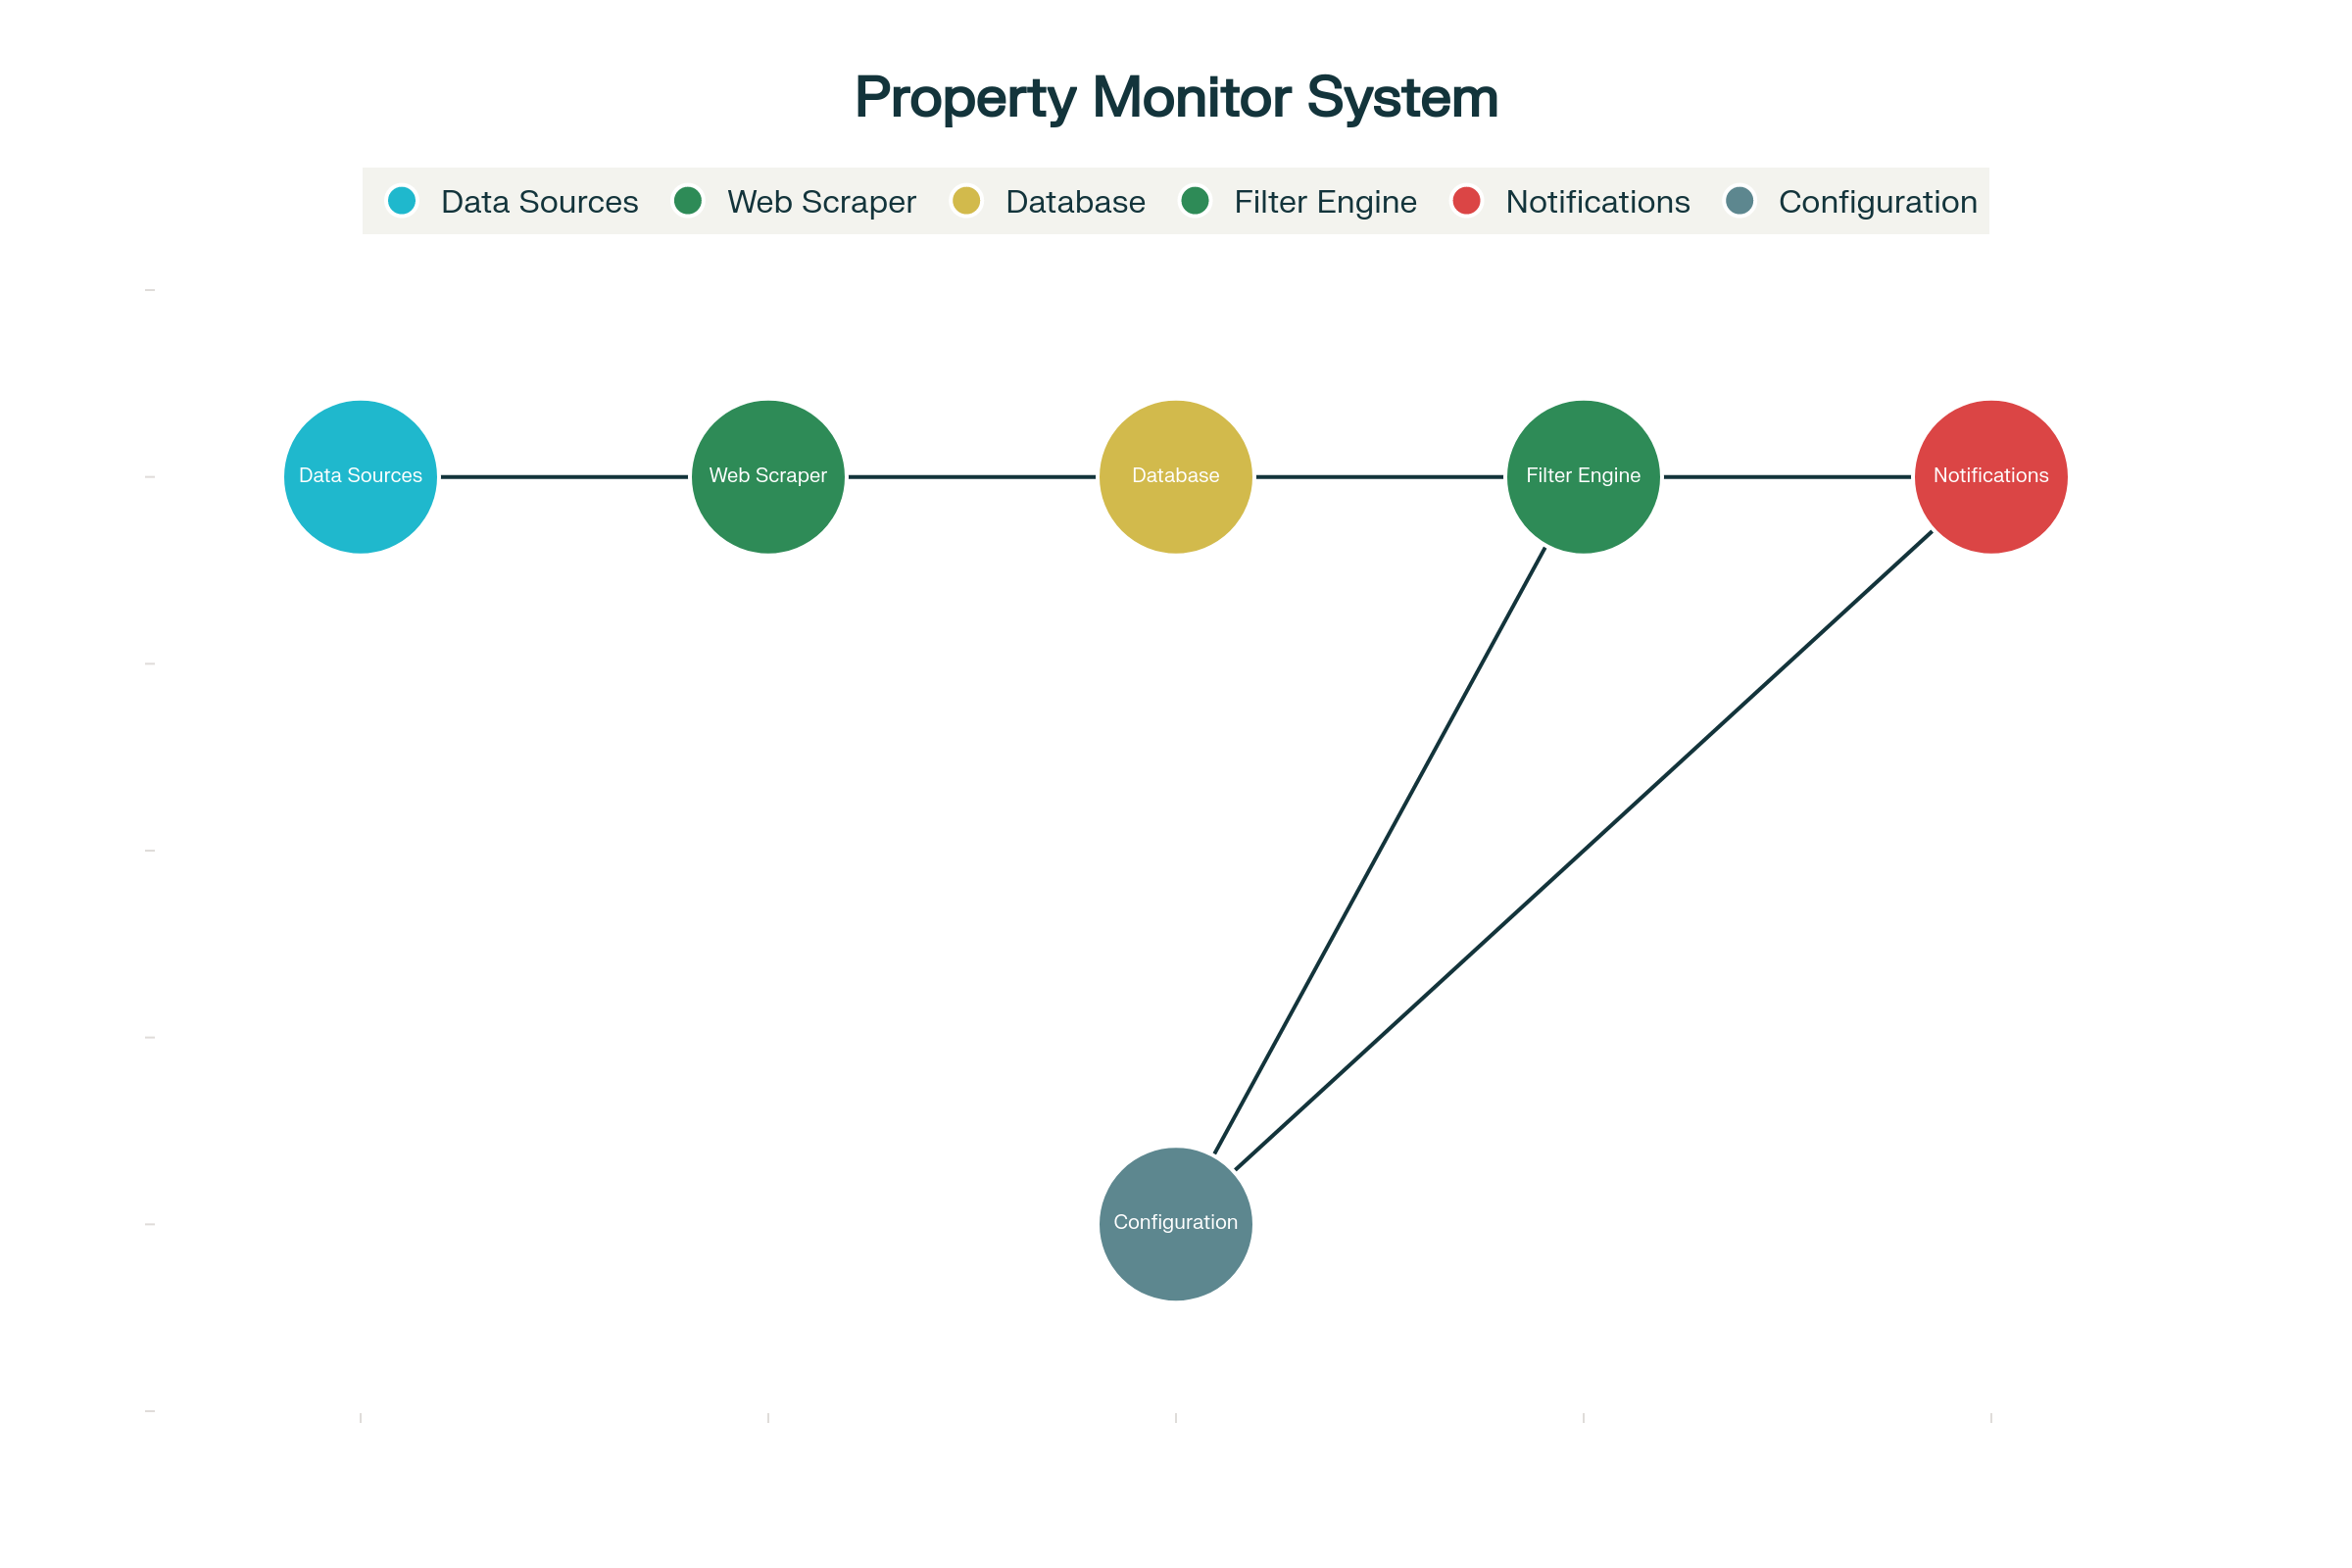 Property Monitor System
Data Sources Web Scraper Database Filter Engine Notifications Configuration
Data Sources Web Scraper Database Filter Engine Notifications
Configuration